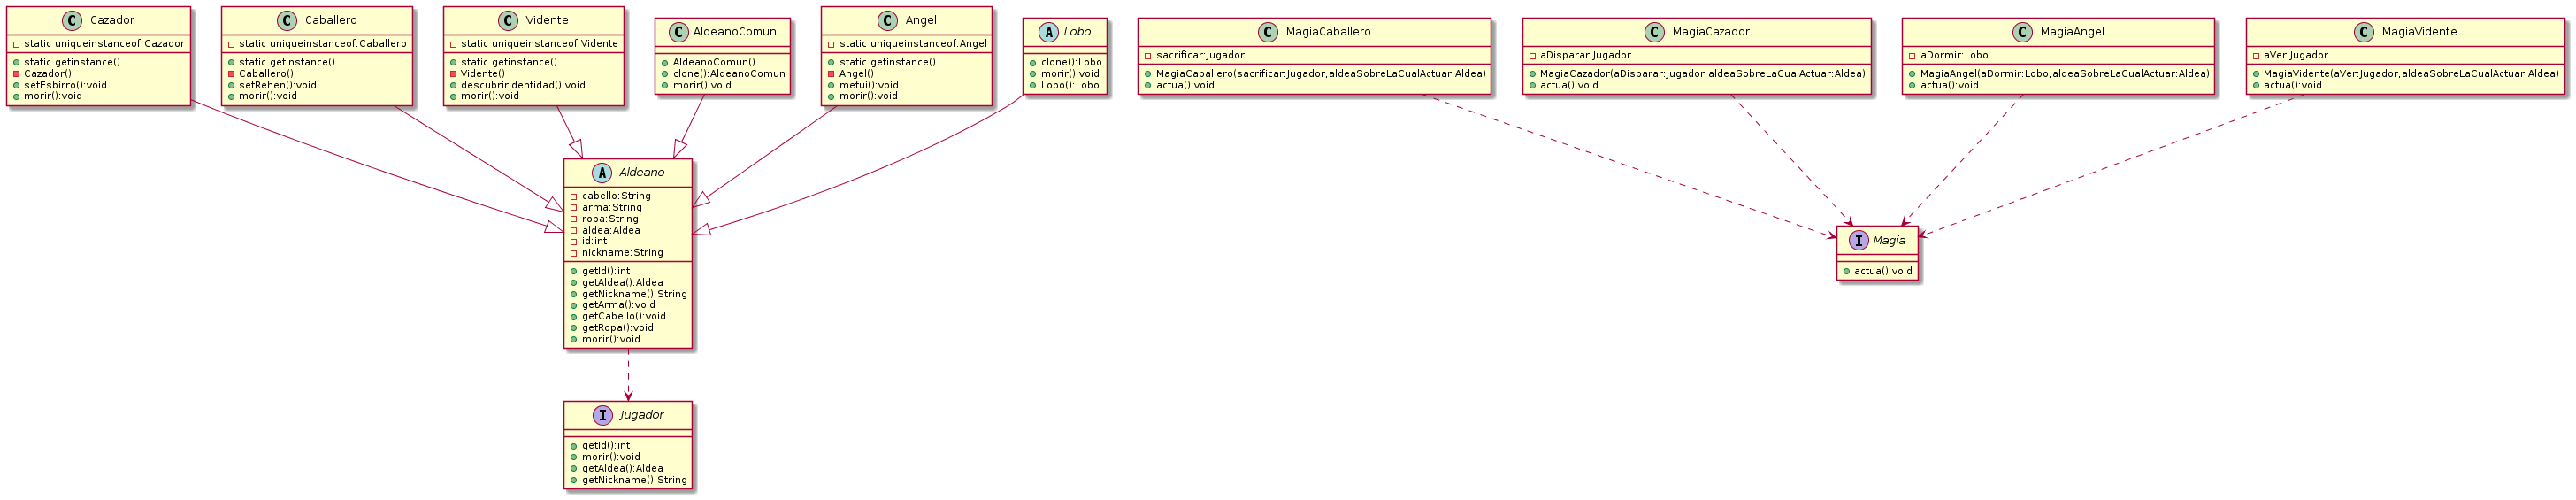 C Cazador
static uniqueinstanceof:Cazador
static getinstance()
Cazador()
setEsbirro():void
morir():void
C Caballero
static uniqueinstanceof:Caballero
static getinstance()
Caballero()
setRehen():void
morir():void
C Vidente
static uniqueinstanceof:Vidente
static getinstance()
Vidente()
descubrirIdentidad():void
morir():void
C AldeanoComun
AldeanoComun()
clone():AldeanoComun
morir():void
C Angel
static uniqueinstanceof:Angel
static getinstance()
Angel()
mefui():void
morir():void
A Lobo
clone():Lobo
morir():void
Lobo():Lobo
C MagiaCaballero
sacrificar:Jugador
MagiaCaballero(sacrificar:Jugador,aldeaSobreLaCualActuar:Aldea)
actua():void
C MagiaCazador
aDisparar:Jugador
MagiaCazador(aDisparar:Jugador,aldeaSobreLaCualActuar:Aldea)
actua():void
C MagiaAngel
aDormir:Lobo
MagiaAngel(aDormir:Lobo,aldeaSobreLaCualActuar:Aldea)
actua():void
C MagiaVidente
aVer:Jugador
MagiaVidente(aVer:Jugador,aldeaSobreLaCualActuar:Aldea)
actua():void
A Aldeano
cabello:String
arma:String
ropa:String
aldea:Aldea
id:int
nickname:String
getId():int
getAldea():Aldea
getNickname():String
getArma():void
getCabello():void
getRopa():void
morir():void
I Magia
actua():void
I Jugador
getId():int
morir():void
getAldea():Aldea
getNickname():String